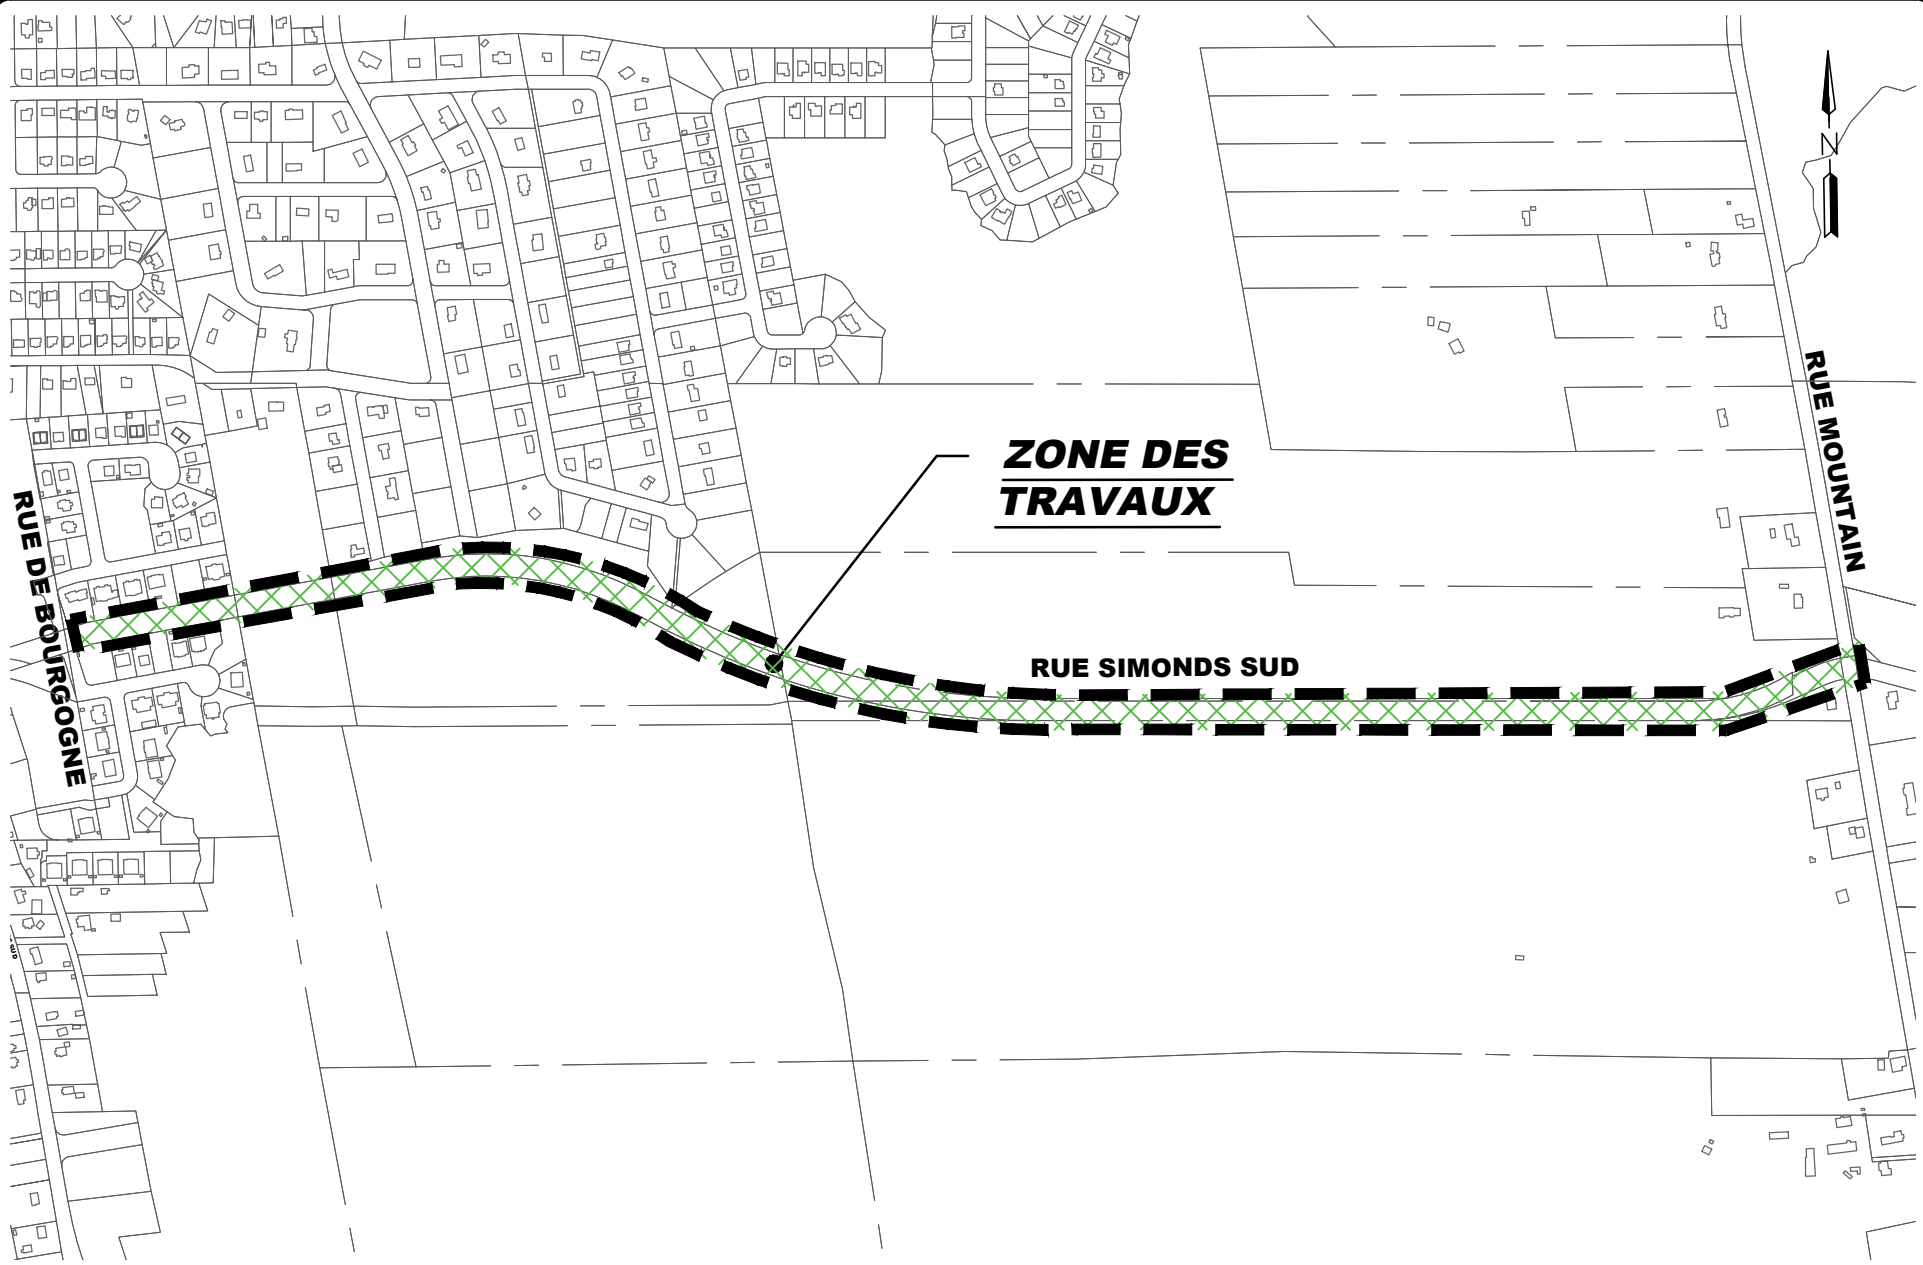 N
RUE MOUNTAIN
ZONE DES
TRAVAUX
RUE DE BOURGOGNE
RUE SIMONDS SUD